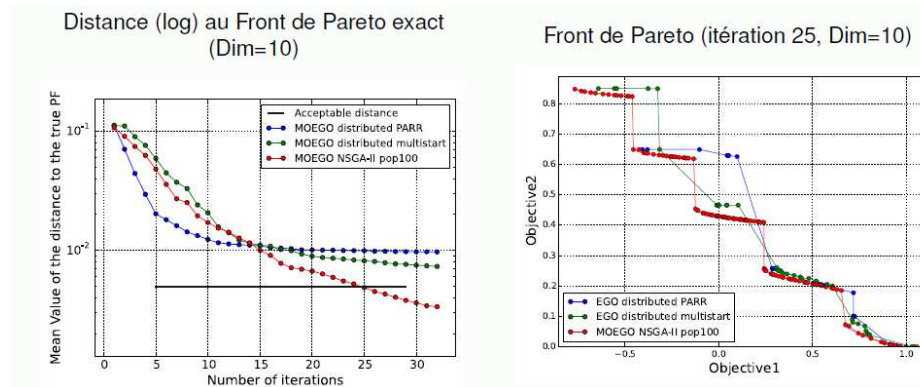 Distance (log) au Front de Pareto exact
(Dim=10)
Mean Value of the distance to the true PF
10⁻¹
10⁻²
Acceptable distance
MOEGO distributed PARR
MOEGO distributed multistart
MOEGO NSGA-II pop100
0 5 10 15 20 25 30 35
Number of iterations
Front de Pareto (itération 25, Dim=10)
Objective2
0.8
0.7
0.6
0.5
0.4
0.3
0.2
0.1
0.0
EGO distributed PARR
EGO distributed multistart
MOEGO NSGA-II pop100
−0.5 0.0 0.5 1.0
Objective1